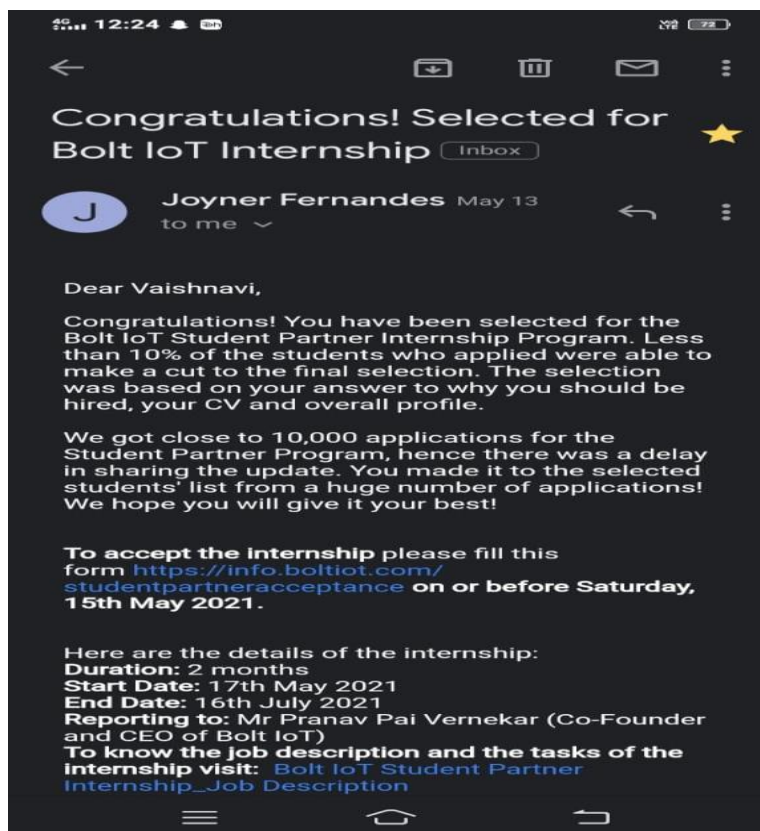 4G 12:24
Vo) LTE 72
Congratulations! Selected for
Bolt IoT Internship Inbox
J
Joyner Fernandes May 13
to me
Dear Vaishnavi,
Congratulations! You have been selected for the
Bolt IoT Student Partner Internship Program. Less
than 10% of the students who applied were able to
make a cut to the final selection. The selection
was based on your answer to why you should be
hired, your CV and overall profile.
We got close to 10,000 applications for the
Student Partner Program, hence there was a delay
in sharing the update. You made it to the selected
students' list from a huge number of applications!
We hope you will give it your best!
To accept the internship please fill this
form https://info.boltiot.com/
studentpartneracceptance on or before Saturday,
15th May 2021.
Here are the details of the internship:
Duration: 2 months
Start Date: 17th May 2021
End Date: 16th July 2021
Reporting to: Mr Pranav Pai Vernekar (Co-Founder
and CEO of Bolt IoT)
To know the job description and the tasks of the
internship visit: Bolt IoT Student Partner
Internship_Job Description